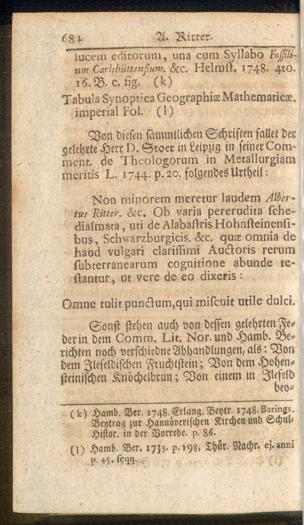 682 A. Ritter.
lucem editorum, una cum Syllabo Fossili-
um Carlshüttensium. &c. Helmst. 1748. 4to.
16. B. c. fig. (k)
Tabula Synoptica Geographiæ Mathematicæ,
imperial Fol. (l)
Von diesen sämmtlichen Schriften fället der
gelehrte Herr D. Stoer in Leipzig in seiner Com-
ment. de Theologorum in Metallurgiam
meritis L. 1744. p. 20. folgendes Urtheil:
Non minorem meretur laudem Alber-
tus Ritter. &c. Ob varia pererudita sche-
diasmata, uti de Alabastris Hohnsteinensi-
bus, Schwarzburgicis. &c. quæ omnia de
haud vulgari clarissimi Auctoris rerum
subterranearum cognitione abunde te-
stantur, ut vere de eo dixeris:
Omne tulit punctum, qui miscuit utile dulci.
Sonst stehen auch von dessen gelehrten Fe-
der in dem Comm. Lit. Nor. und Hamb. Be-
richten noch verschiedne Abhandlungen, als: Von
dem Ilefeldischen Fruchtstein; Von dem Hohen-
steinischen Knöchelbrun; Von einem in Ilefeld
bey-
(k) Hamb. Ber. 1748. Erlang. Beytr. 1748. Barings.
Beytrag zur Hannöverischen Kirchen und Schul-
Histor. in der Vorrede. p. 86.
(l) Hamb. Ber. 1735. p. 198. Thür. Nachr. ej. anni
p. 45. seqq.